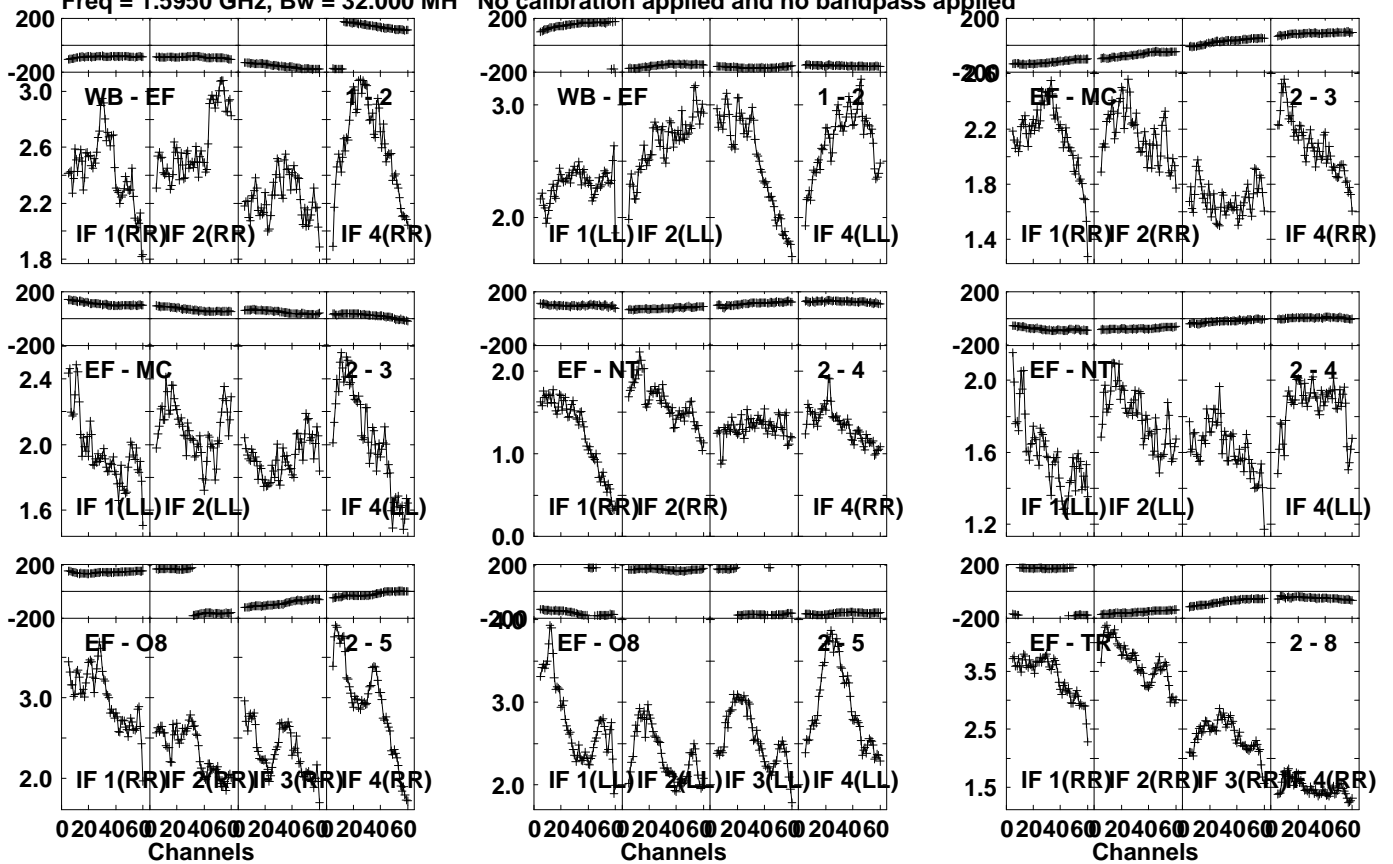 Freq = 1.5950 GHz, Bw = 32.000 MH No calibration applied and no bandpass applied
200
-200
WB - EF
1 - 2
3.0
2.6
2.2
1.8
IF 1(RR)
IF 2(RR)
IF 4(RR)
200
-200
WB - EF
1 - 2
3.0
2.0
IF 1(LL)
IF 2(LL)
IF 4(LL)
200
-200
2.6
EF - MC
2 - 3
2.2
1.8
1.4
IF 1(RR)
IF 2(RR)
IF 4(RR)
200
-200
EF - MC
2 - 3
2.4
2.0
1.6
IF 1(LL)
IF 2(LL)
IF 4(LL)
200
-200
EF - NT
2 - 4
2.0
1.0
0.0
IF 1(RR)
IF 2(RR)
IF 4(RR)
200
-200
EF - NT
2 - 4
2.0
1.6
1.2
IF 1(LL)
IF 2(LL)
IF 4(LL)
200
-200
EF - O8
2 - 5
3.0
2.0
IF 1(RR)
IF 2(RR)
IF 3(RR)
IF 4(RR)
0 20 40 60 0 20 40 60 0 20 40 60 0 20 40 60
Channels
200
-200
4.0
EF - O8
2 - 5
3.0
2.0
IF 1(LL)
IF 2(LL)
IF 3(LL)
IF 4(LL)
0 20 40 60 0 20 40 60 0 20 40 60 0 20 40 60
Channels
200
-200
EF - TR
2 - 8
3.5
2.5
1.5
IF 1(RR)
IF 2(RR)
IF 3(RR)
IF 4(RR)
0 20 40 60 0 20 40 60 0 20 40 60 0 20 40 60
Channels